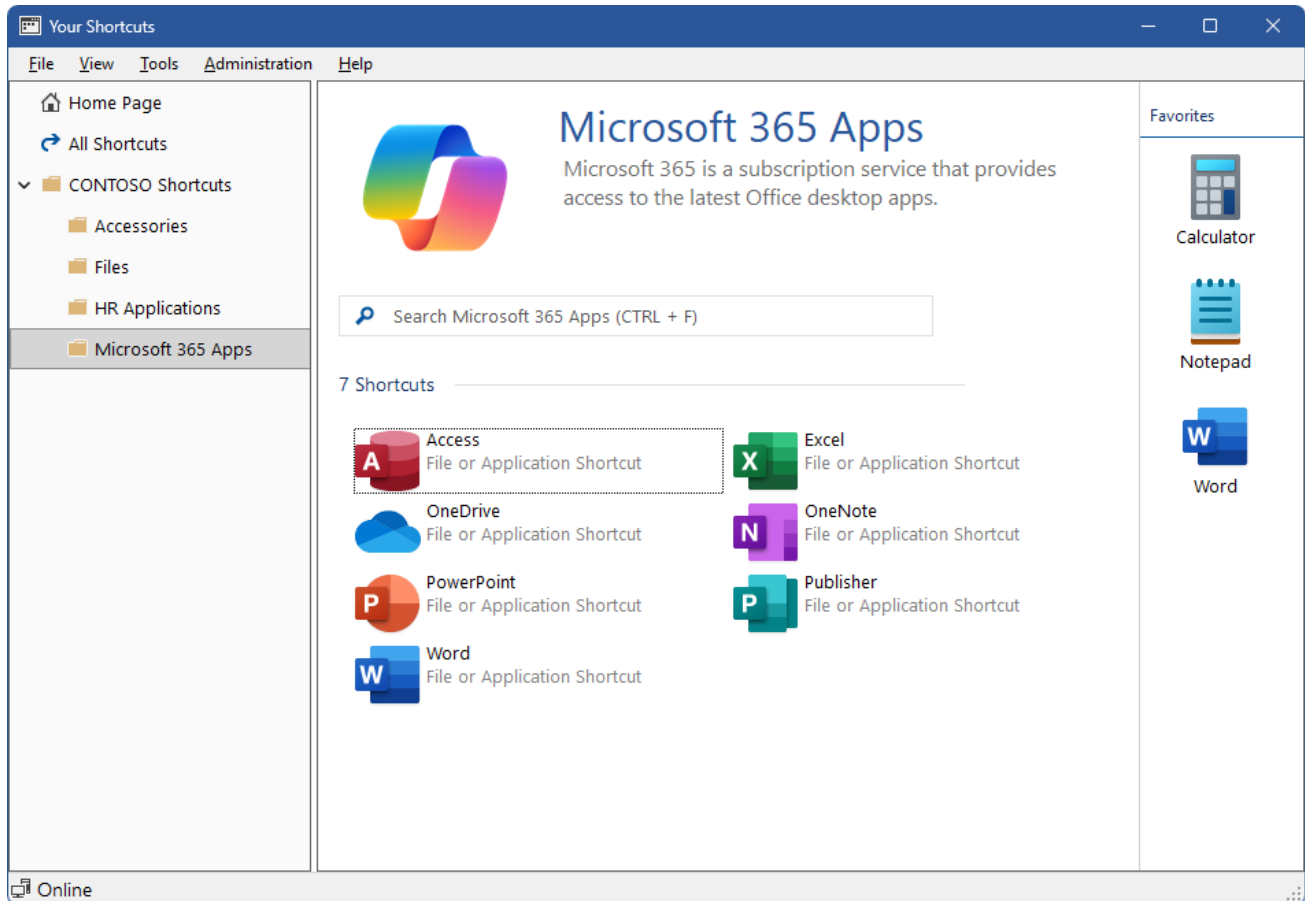 Your Shortcuts
File View Tools Administration Help
Home Page
All Shortcuts
CONTOSO Shortcuts
Accessories
Files
HR Applications
Microsoft 365 Apps
Microsoft 365 Apps
Microsoft 365 is a subscription service that provides
access to the latest Office desktop apps.
Search Microsoft 365 Apps (CTRL + F)
7 Shortcuts
A
Access
File or Application Shortcut
X
Excel
File or Application Shortcut
OneDrive
File or Application Shortcut
N
OneNote
File or Application Shortcut
P
PowerPoint
File or Application Shortcut
P
Publisher
File or Application Shortcut
W
Word
File or Application Shortcut
Favorites
Calculator
Notepad
W
Word
Online